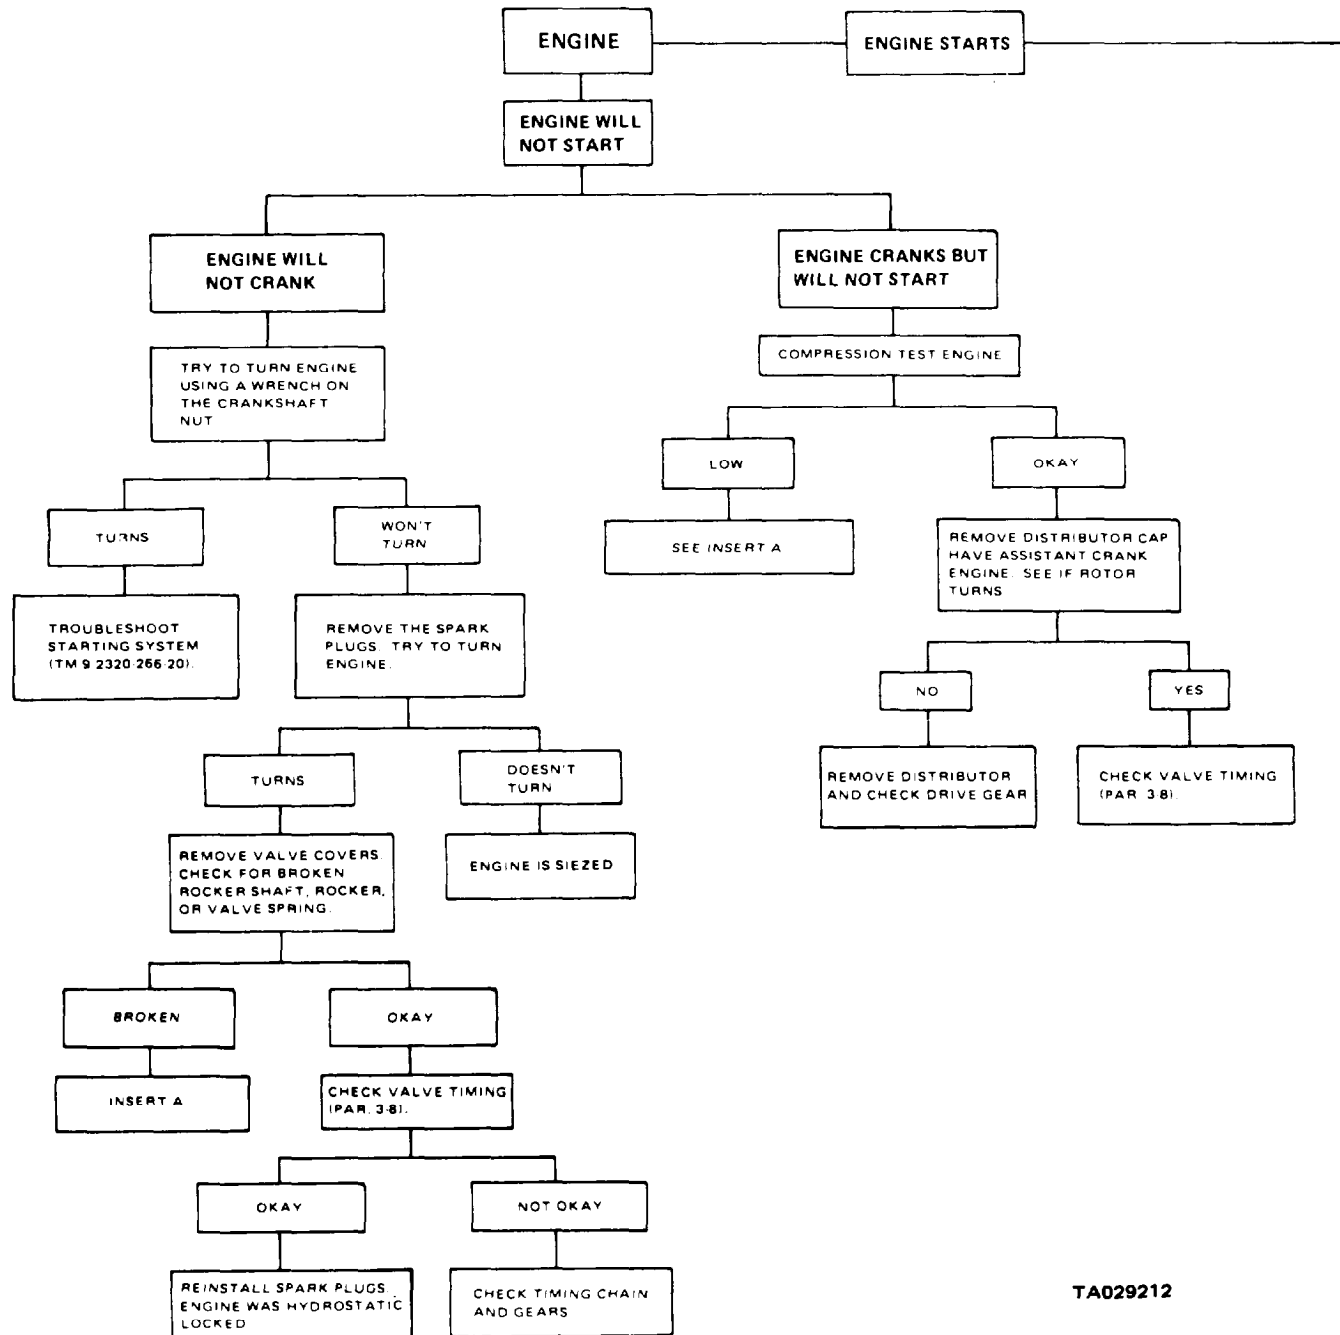 ENGINE
ENGINE STARTS
ENGINE WILL
NOT START
ENGINE WILL
NOT CRANK
ENGINE CRANKS BUT
WILL NOT START
TRY TO TURN ENGINE
USING A WRENCH ON
THE CRANKSHAFT
NUT
COMPRESSION TEST ENGINE
LOW
OKAY
TURNS
WON'T
TURN
SEE INSERT A
REMOVE DISTRIBUTOR CAP
HAVE ASSISTANT CRANK
ENGINE. SEE IF ROTOR
TURNS
TROUBLESHOOT
STARTING SYSTEM
(TM 9 2320-266-20).
REMOVE THE SPARK
PLUGS. TRY TO TURN
ENGINE.
NO
YES
TURNS
DOESN'T
TURN
REMOVE DISTRIBUTOR
AND CHECK DRIVE GEAR
CHECK VALVE TIMING
(PAR. 3-8).
REMOVE VALVE COVERS.
CHECK FOR BROKEN
ROCKER SHAFT, ROCKER,
OR VALVE SPRING.
ENGINE IS SIEZED
BROKEN
OKAY
INSERT A
CHECK VALVE TIMING
(PAR. 3-8).
OKAY
NOT OKAY
REINSTALL SPARK PLUGS.
ENGINE WAS HYDROSTATIC
LOCKED
CHECK TIMING CHAIN
AND GEARS
TA029212